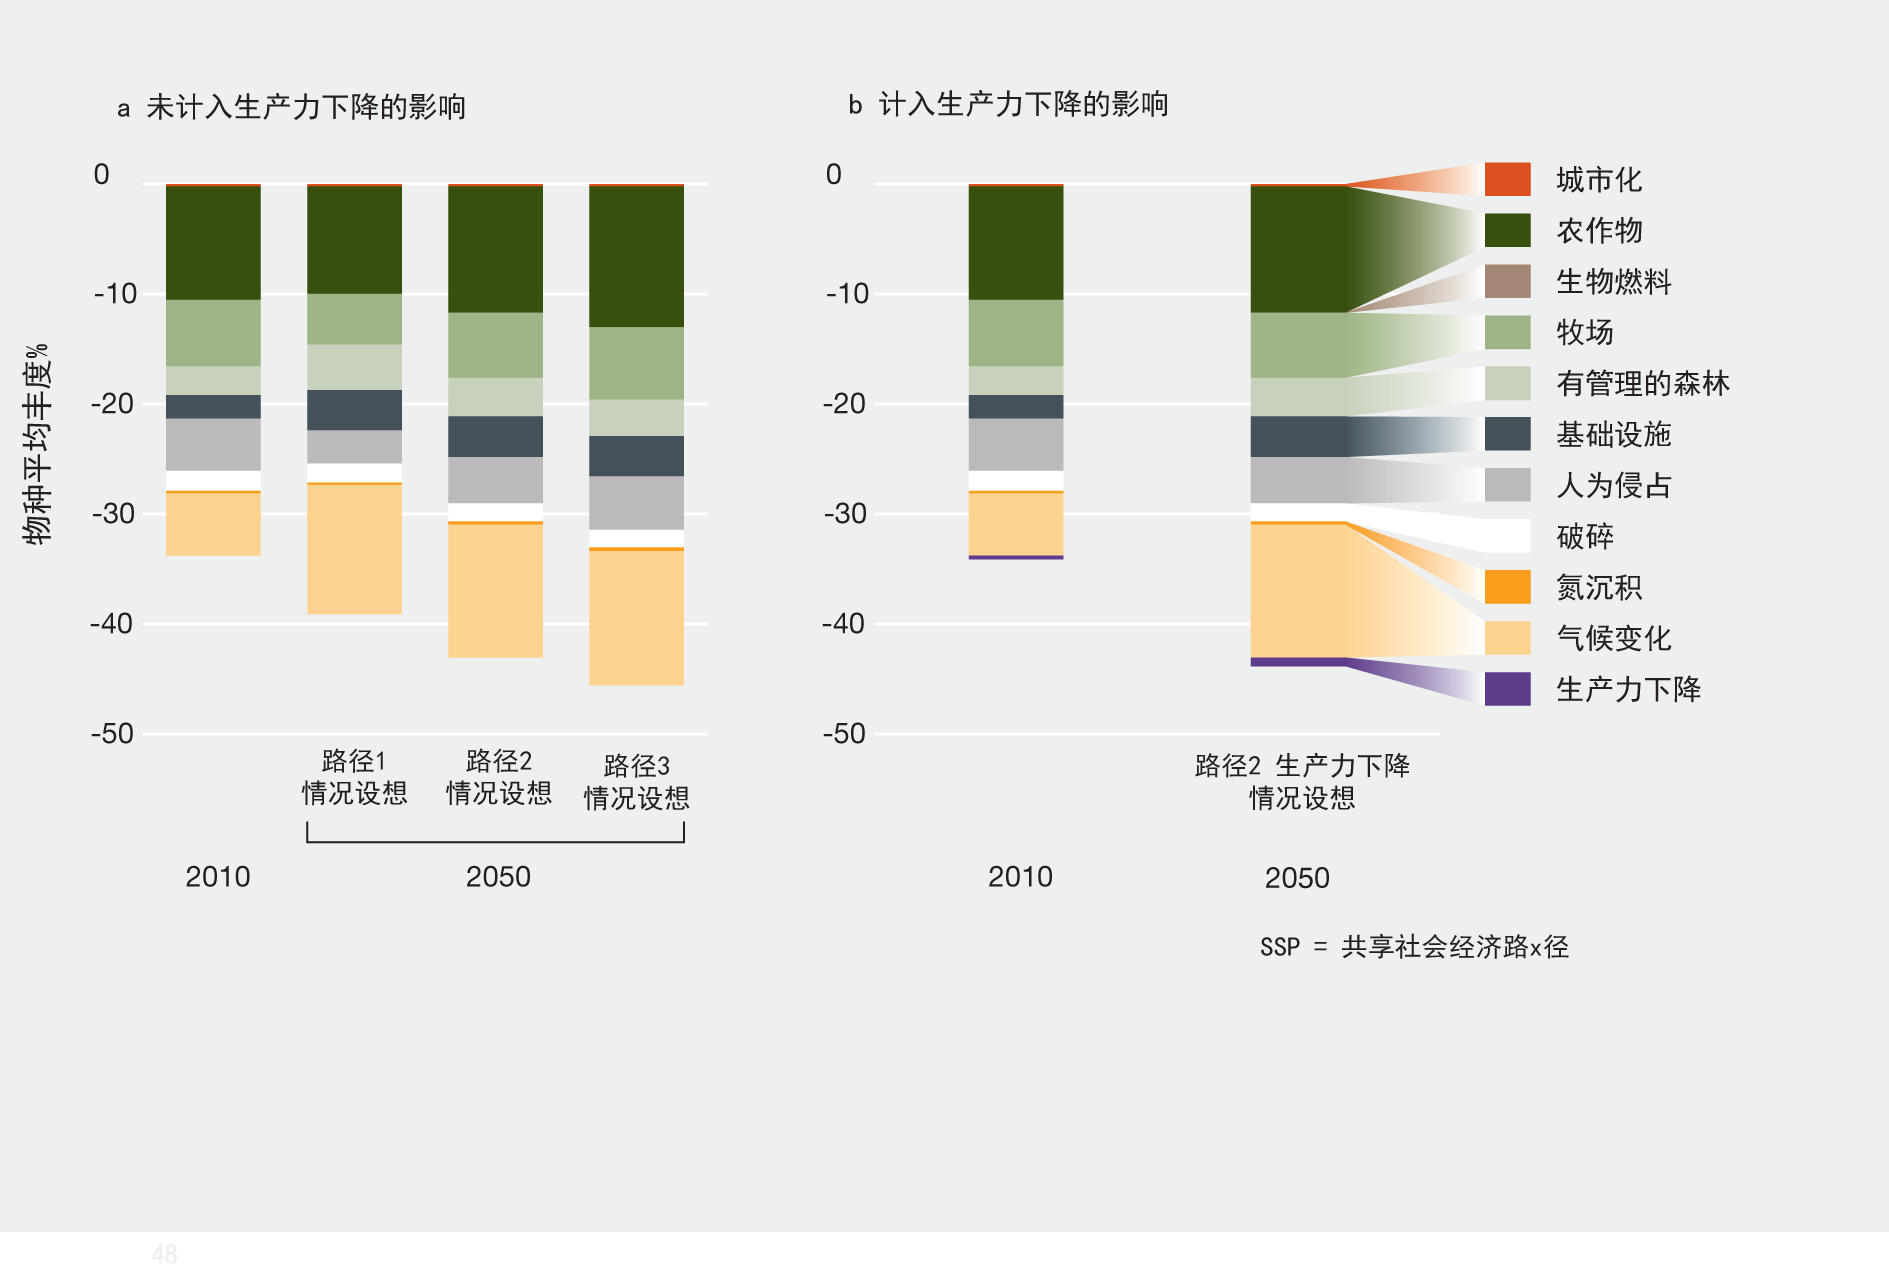 a 未计入生产力下降的影响
b 计入生产力下降的影响
物种平均丰度%
0
-10
-20
-30
-40
-50
0
-10
-20
-30
-40
-50
城市化
农作物
生物燃料
牧场
有管理的森林
基础设施
人为侵占
破碎
氮沉积
气候变化
生产力下降
路径1
情况设想
路径2
情况设想
路径3
情况设想
路径2 生产力下降
情况设想
2010
2050
2010
2050
SSP = 共享社会经济路x径
48